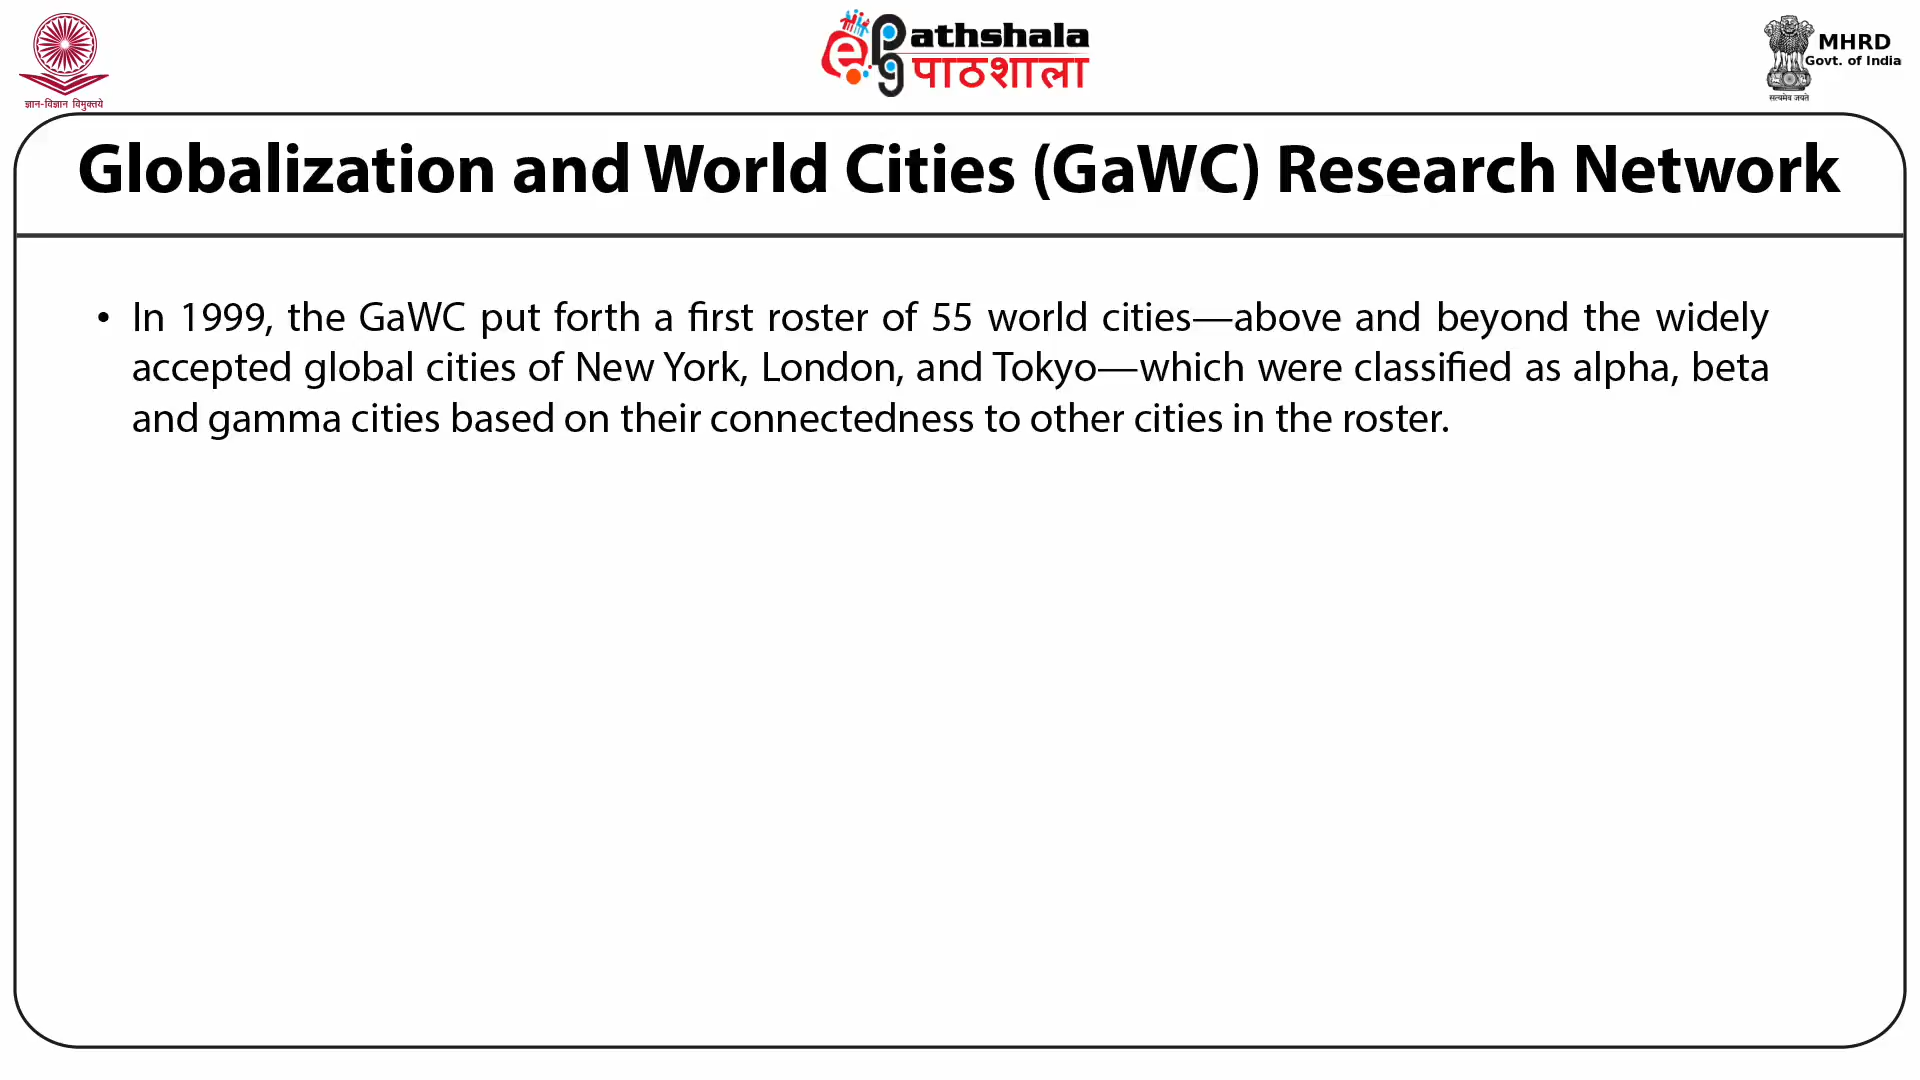 ज्ञान-विज्ञान विमुक्तये
e pg athshala
पाठशाला
MHRD
Govt. of India
सत्यमेव जयते
Globalization and World Cities (GaWC) Research Network
• In 1999, the GaWC put forth a first roster of 55 world cities—above and beyond the widely
accepted global cities of New York, London, and Tokyo—which were classified as alpha, beta
and gamma cities based on their connectedness to other cities in the roster.